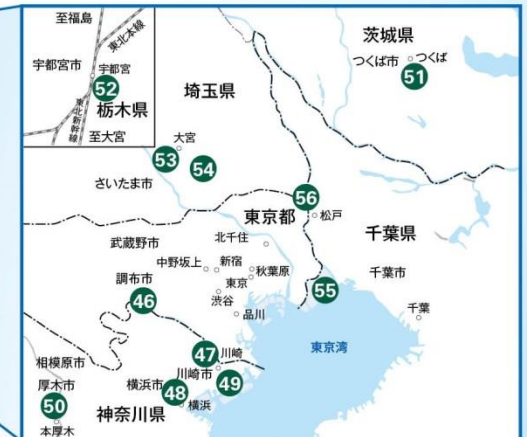 至福島
東北本線
宇都宮市
宇都宮
52
栃木県
東北新幹線
至大宮
茨城県
つくば市 つくば
51
埼玉県
大宮
53
54
さいたま市
56
東京都
松戸
千葉県
武蔵野市
北千住
中野坂上
新宿
秋葉原
千葉市
調布市
東京
46
渋谷
55
品川
千葉
東京湾
47
川崎
相模原市
川崎市
厚木市
横浜市
48
49
50
横浜
本厚木
神奈川県